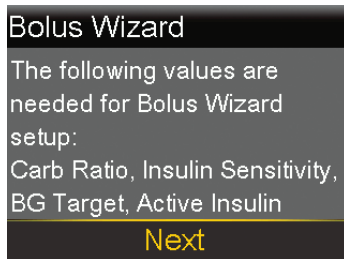 Bolus Wizard
The following values are
needed for Bolus Wizard
setup:
Carb Ratio, Insulin Sensitivity,
BG Target, Active Insulin
Next